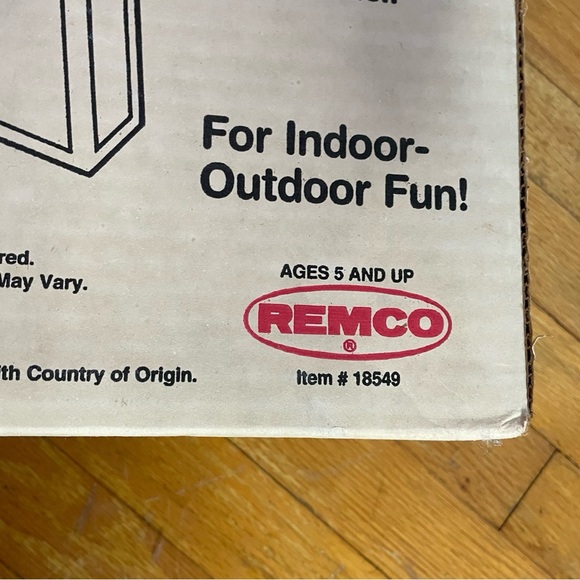 For Indoor-
Outdoor Fun!
red.
May Vary.
AGES 5 AND UP
REMCO
®
th Country of Origin.
Item # 18549